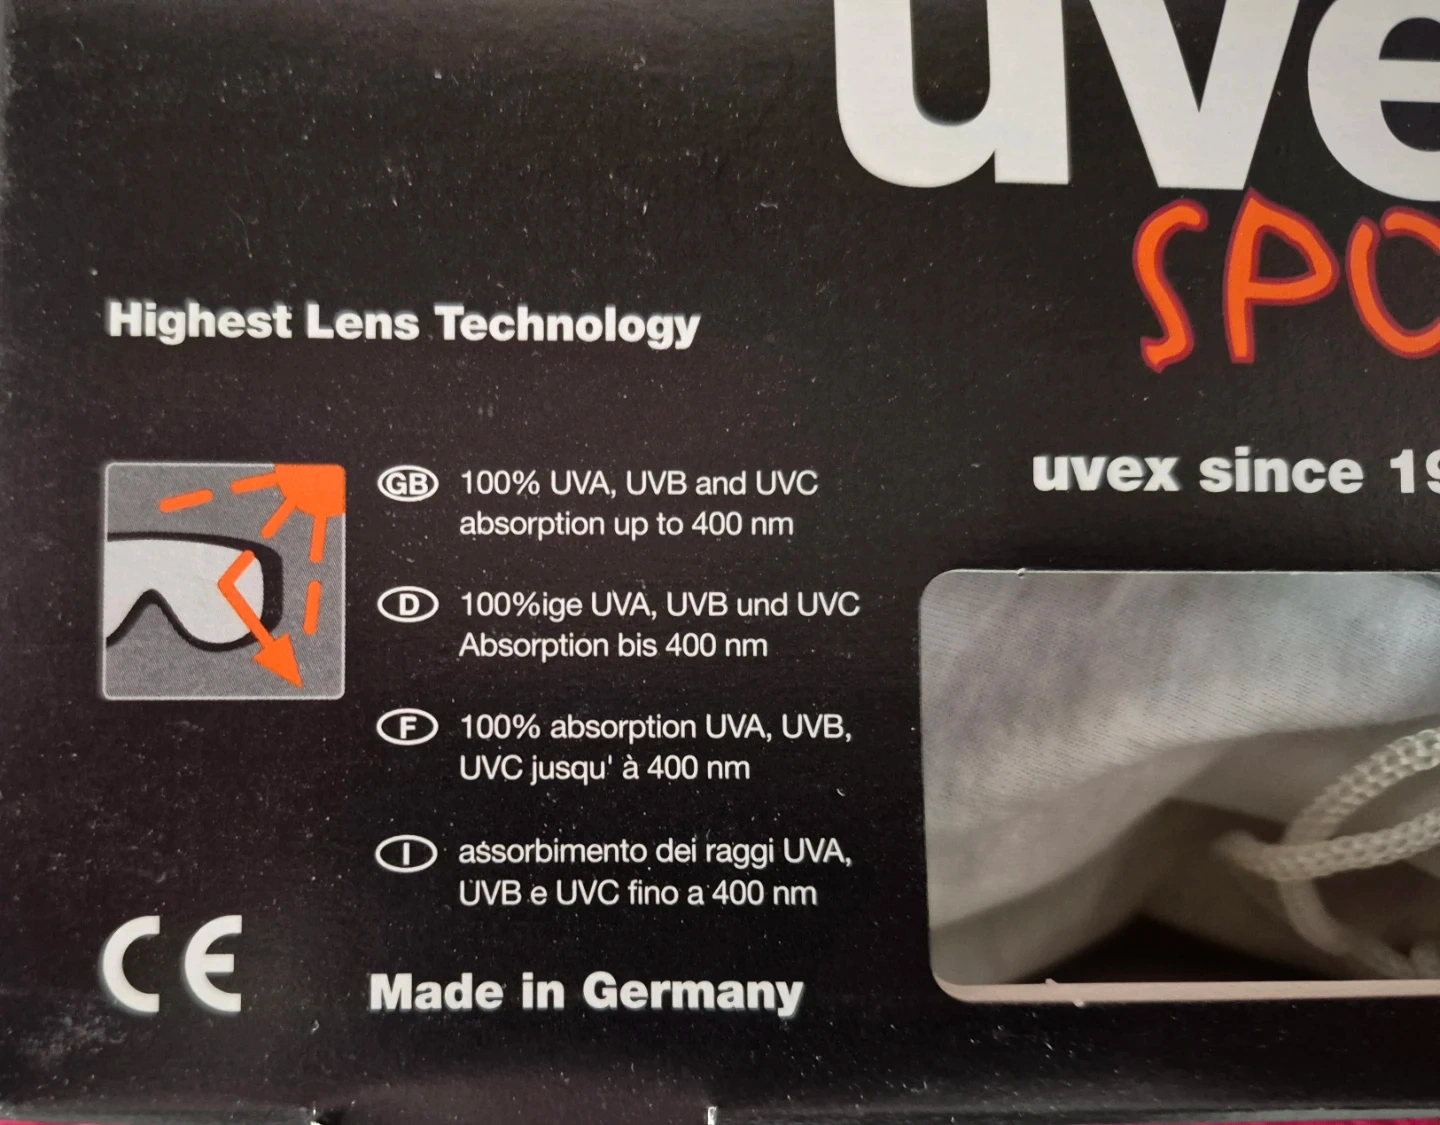 uve
SPO
Highest Lens Technology
uvex since 19
GB 100% UVA, UVB and UVC
absorption up to 400 nm
D 100%ige UVA, UVB und UVC
Absorption bis 400 nm
F 100% absorption UVA, UVB,
UVC jusqu' à 400 nm
I assorbimento dei raggi UVA,
UVB e UVC fino a 400 nm
CE
Made in Germany